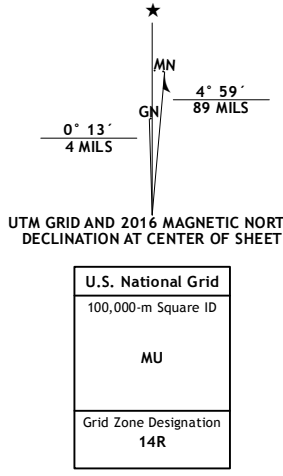 ★
MN
GN
4° 59´
89 MILS
0° 13´
4 MILS
UTM GRID AND 2016 MAGNETIC NORT
DECLINATION AT CENTER OF SHEET
U.S. National Grid
100,000-m Square ID
MU
Grid Zone Designation
14R